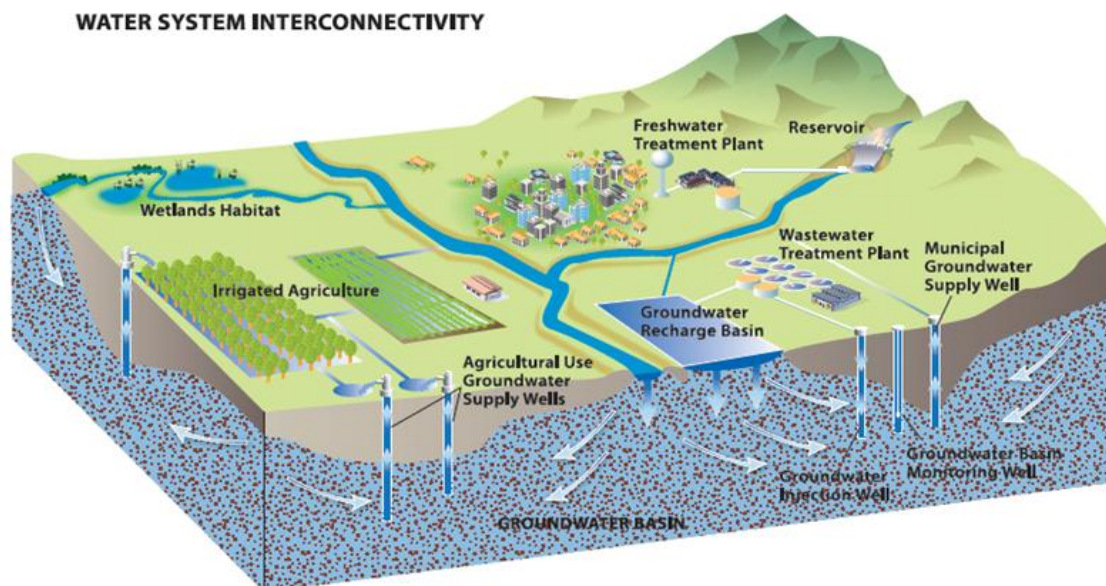 WATER SYSTEM INTERCONNECTIVITY
Freshwater
Treatment Plant
Reservoir
Wetlands Habitat
Wastewater
Treatment Plant
Municipal
Groundwater
Supply Well
Irrigated Agriculture
Groundwater
Recharge Basin
Agricultural Use
Groundwater
Supply Wells
Groundwater
Injection Well
Groundwater Basin
Monitoring Well
GROUNDWATER BASIN